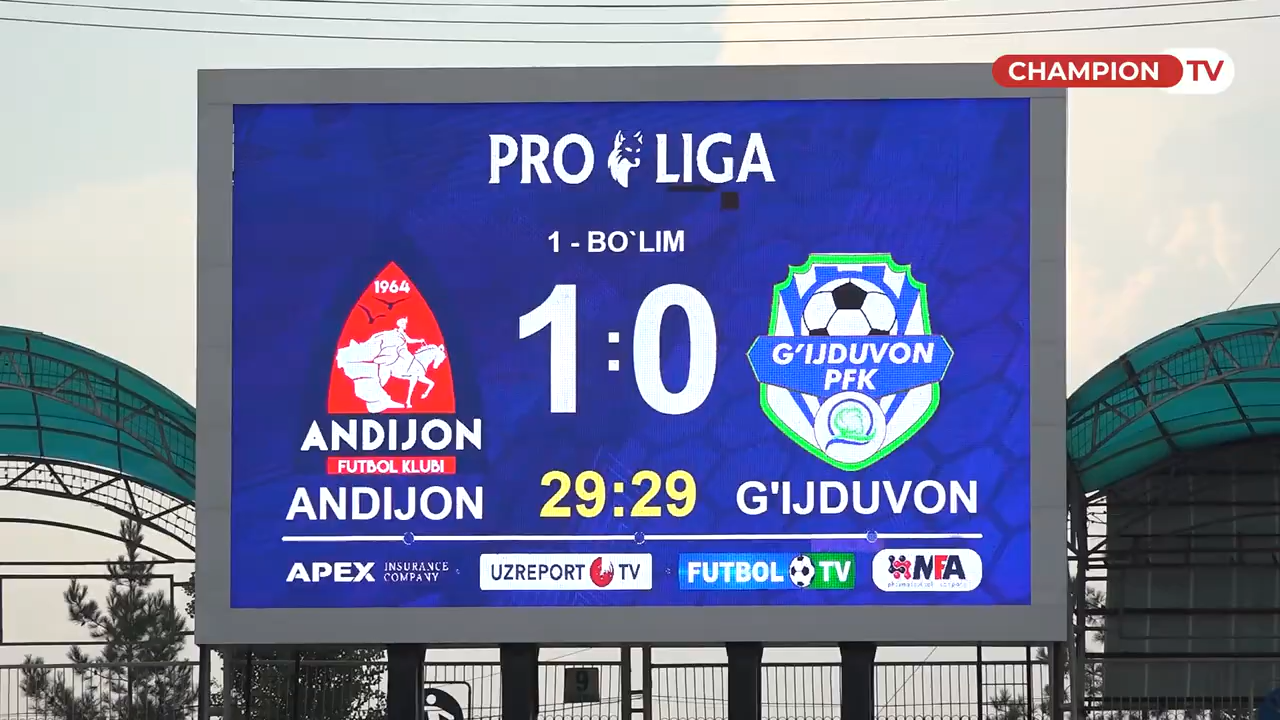 CHAMPION TV
PRO LIGA
1 - BO`LIM
1964
1:0
G'IJDUVON
PFK
ANDIJON
FUTBOL KLUBI
ANDIJON
29:29
G'IJDUVON
APEX INSURANCE COMPANY
UZREPORT TV
FUTBOL TV
MFA
9